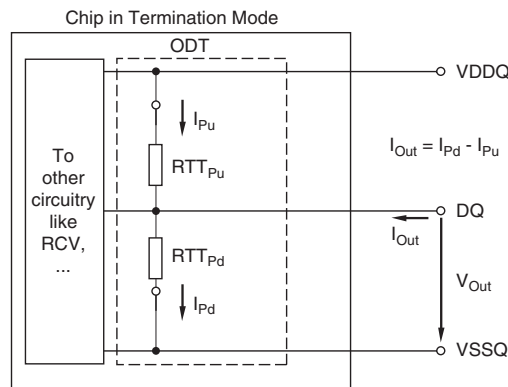 Chip in Termination Mode
ODT
VDDQ
I_Pu
I_Out = I_Pd - I_Pu
To
other
circuitry
like
RCV,
...
RTT_Pu
DQ
I_Out
RTT_Pd
V_Out
I_Pd
VSSQ